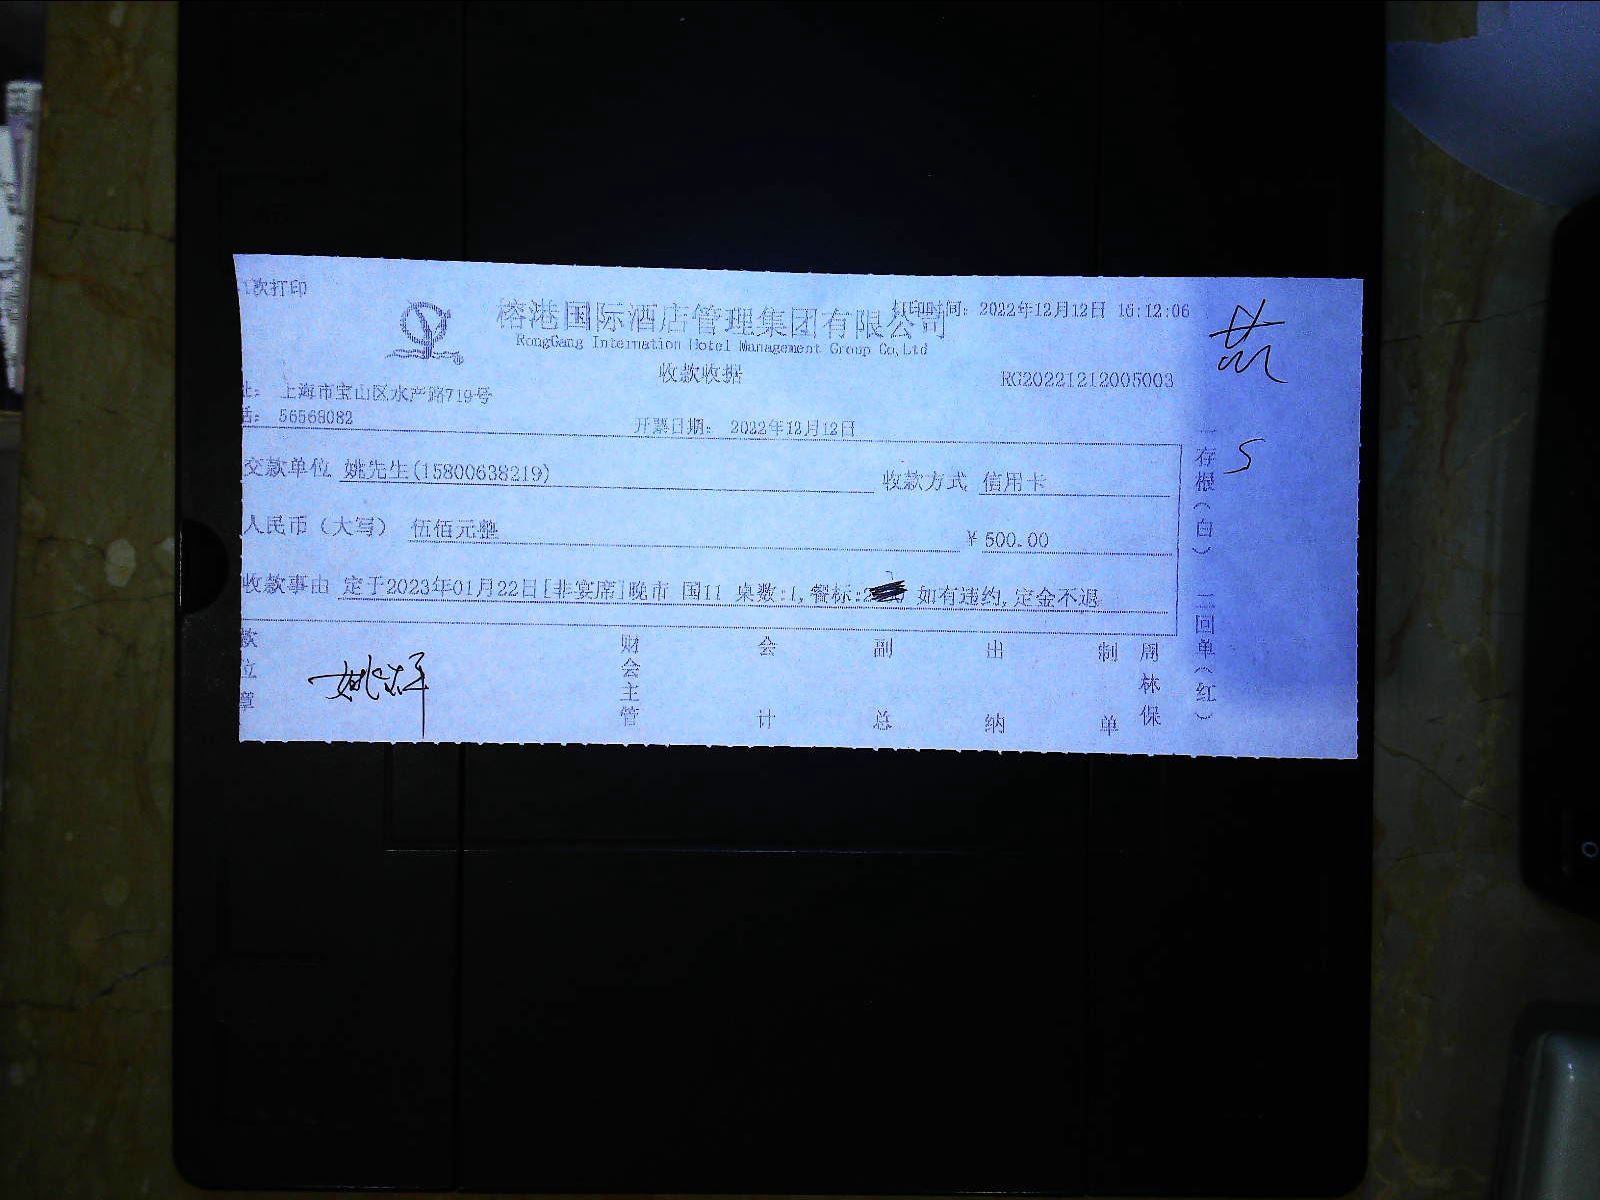 次打印
榕港国际酒店管理集团有限公司
打印时间：2022年12月12日 16:12:06
RongGang Internation Hotel Management Group Co,Ltd
收款收据
RG20221212005003
址： 上海市宝山区水产路719号
话： 56568082
开票日期： 2022年12月12日
交款单位 姚先生(15800638219) 收款方式 信用卡
人民币（大写） 伍佰元整 ￥500.00
收款事由 定于2023年01月22日[非宴席]晚市 国11 桌数:1,餐标:2 如有违约,定金不退
款位章
财会主管
会计
副总
出纳
制单
周林保
一存根（白） 二回单（红）
S